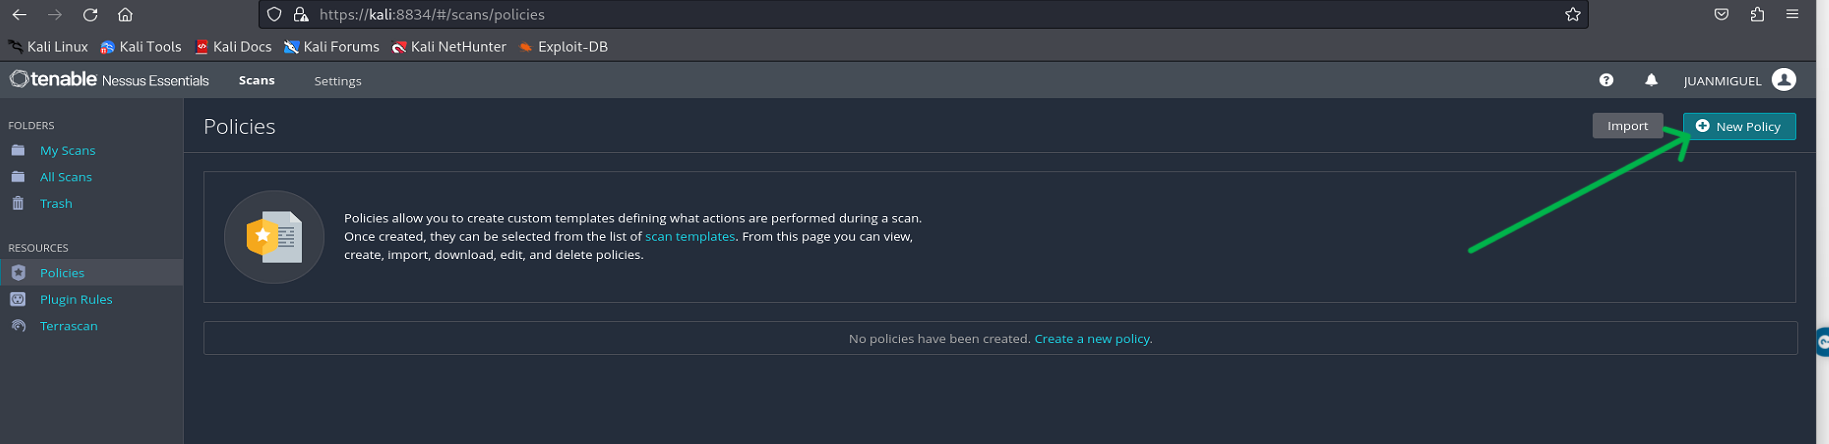 https://kali:8834/#/scans/policies
Kali Linux Kali Tools Kali Docs Kali Forums Kali NetHunter Exploit-DB
tenable Nessus Essentials Scans Settings JUANMIGUEL
FOLDERS
My Scans
All Scans
Trash
RESOURCES
Policies
Plugin Rules
Terrascan
Policies Import New Policy
Policies allow you to create custom templates defining what actions are performed during a scan.
Once created, they can be selected from the list of scan templates. From this page you can view,
create, import, download, edit, and delete policies.
No policies have been created. Create a new policy.